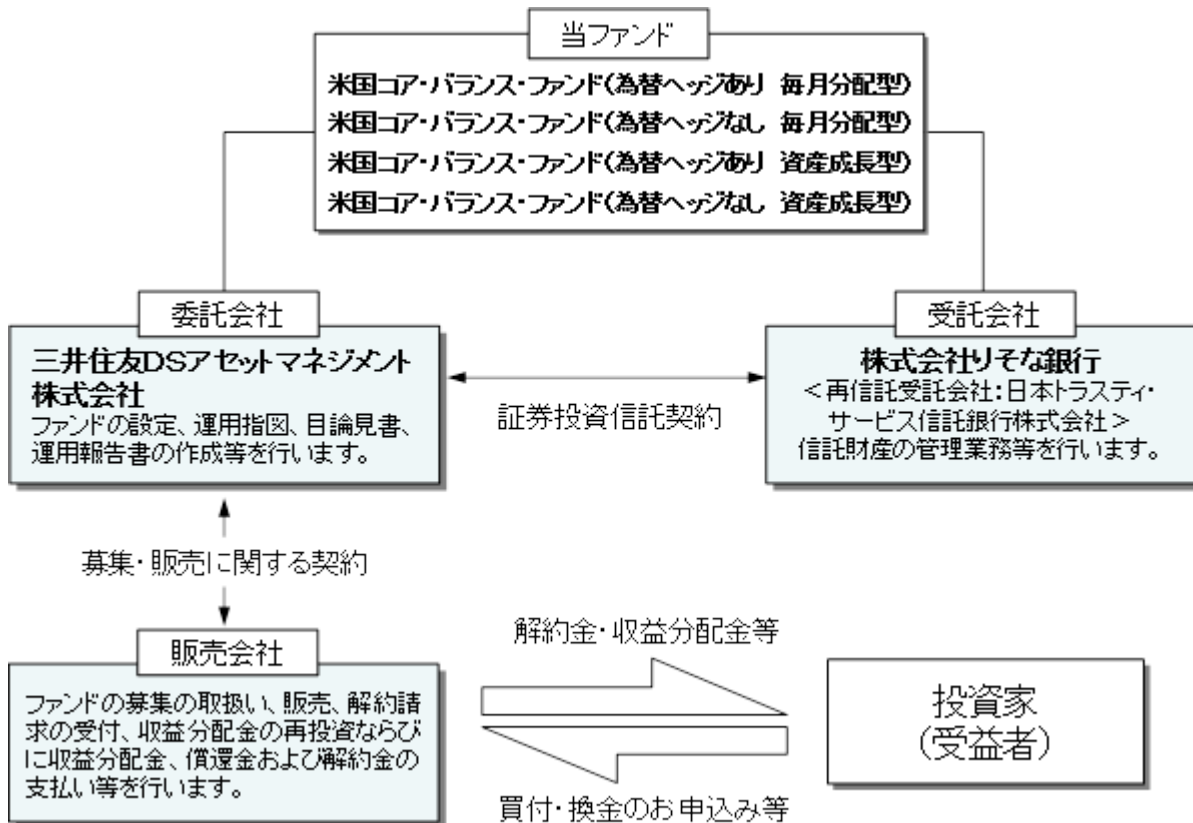 当ファンド
米国コア・バランス・ファンド(為替ヘッジあり 毎月分配型)
米国コア・バランス・ファンド(為替ヘッジなし 毎月分配型)
米国コア・バランス・ファンド(為替ヘッジあり 資産成長型)
米国コア・バランス・ファンド(為替ヘッジなし 資産成長型)
委託会社
三井住友DSアセットマネジメント
株式会社
ファンドの設定、運用指図、目論見書、
運用報告書の作成等を行います。
証券投資信託契約
受託会社
株式会社りそな銀行
<再信託受託会社:日本トラスティ・
サービス信託銀行株式会社>
信託財産の管理業務等を行います。
募集・販売に関する契約
販売会社
ファンドの募集の取扱い、販売、解約請
求の受付、収益分配金の再投資ならび
に収益分配金、償還金および解約金の
支払い等を行います。
解約金・収益分配金等
買付・換金のお申込み等
投資家
(受益者)